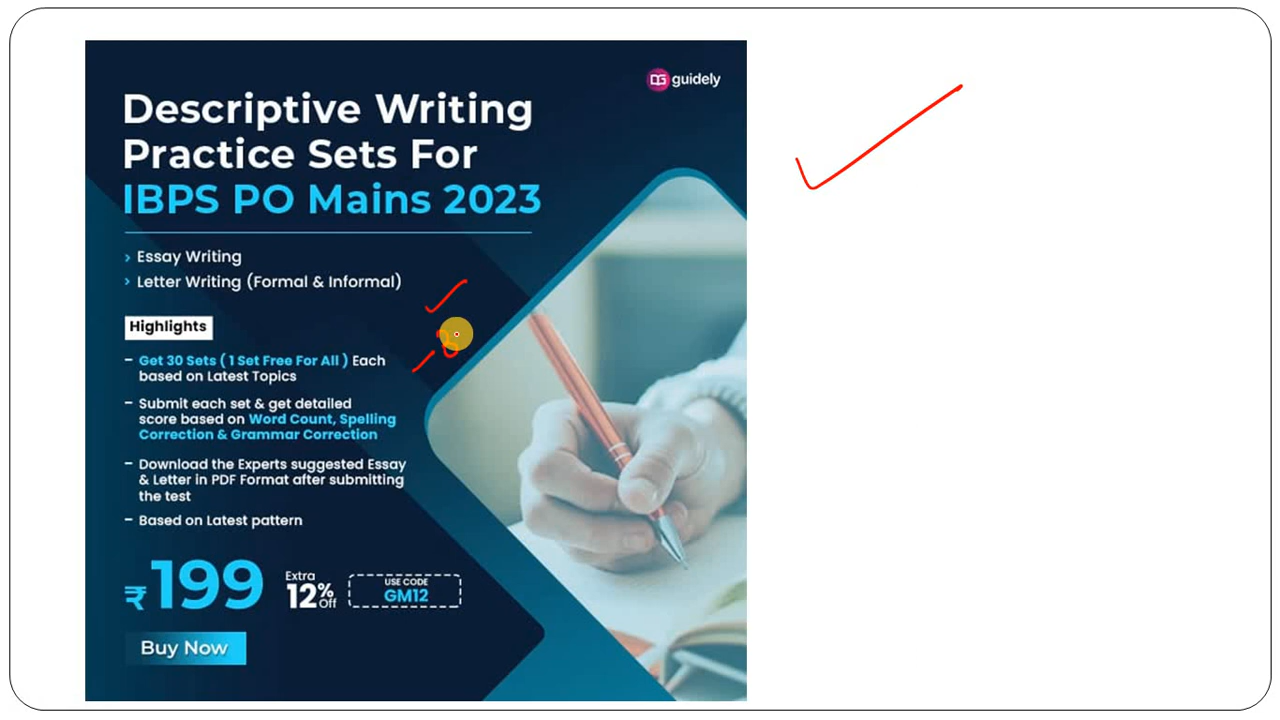 guidely
Descriptive Writing
Practice Sets For
IBPS PO Mains 2023
› Essay Writing
› Letter Writing (Formal & Informal)
Highlights
– Get 30 Sets ( 1 Set Free For All ) Each
based on Latest Topics
– Submit each set & get detailed
score based on Word Count, Spelling
Correction & Grammar Correction
– Download the Experts suggested Essay
& Letter in PDF Format after submitting
the test
– Based on Latest pattern
₹199
Extra
12% Off
USE CODE
GM12
Buy Now